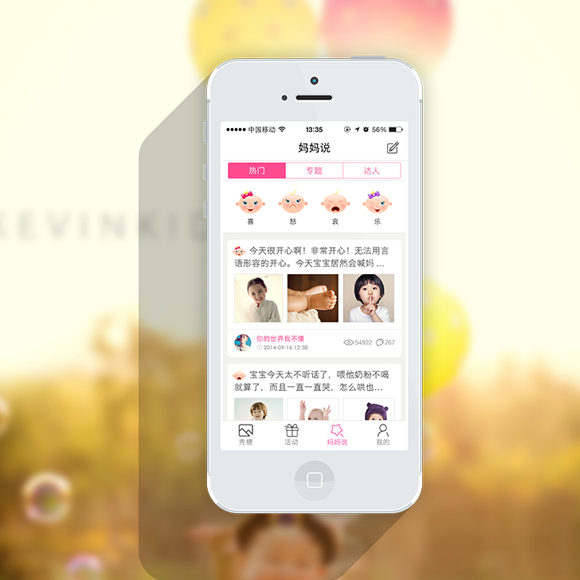 中国移动 13:35 56%
妈妈说
热门 专题 达人
喜 怒 哀 乐
今天很开心啊！非常开心！无法用言
语形容的开心。今天宝宝居然会喊妈 ...
你的世界我不懂
2014-09-16 12:30 54922 267
宝宝今天太不听话了，喂他奶粉不喝
就算了，而且一直一直哭，怎么哄也...
秀糖 活动 妈妈说 我的
KEVINKID